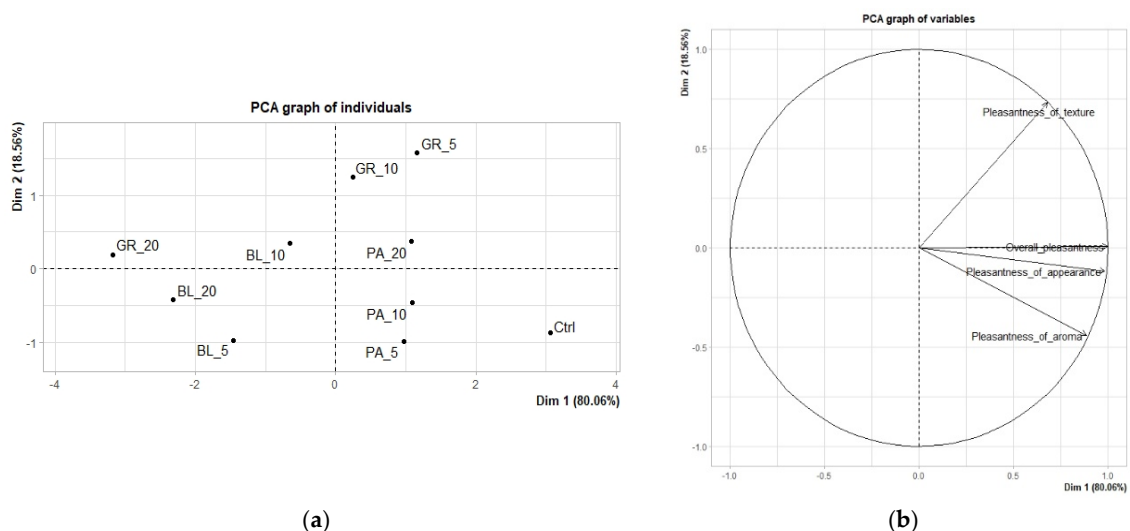 PCA graph of individuals
Dim 2 (18.56%)
1
0
-1
GR_5
GR_10
GR_20
BL_10
PA_20
BL_20
PA_10
Ctrl
BL_5
PA_5
-4
-2
0
2
4
Dim 1 (80.06%)
(a)
PCA graph of variables
Dim 2 (18.56%)
1.0
0.5
0.0
-0.5
-1.0
Pleasantness_of_texture
Overall_pleasantness
Pleasantness_of_appearance
Pleasantness_of_aroma
-1.0
-0.5
0.0
0.5
1.0
Dim 1 (80.06%)
(b)